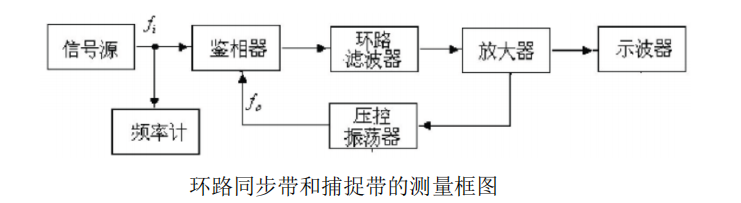 f_i
信号源
鉴相器
环路
滤波器
放大器
示波器
f_o
频率计
压控
振荡器
环路同步带和捕捉带的测量框图